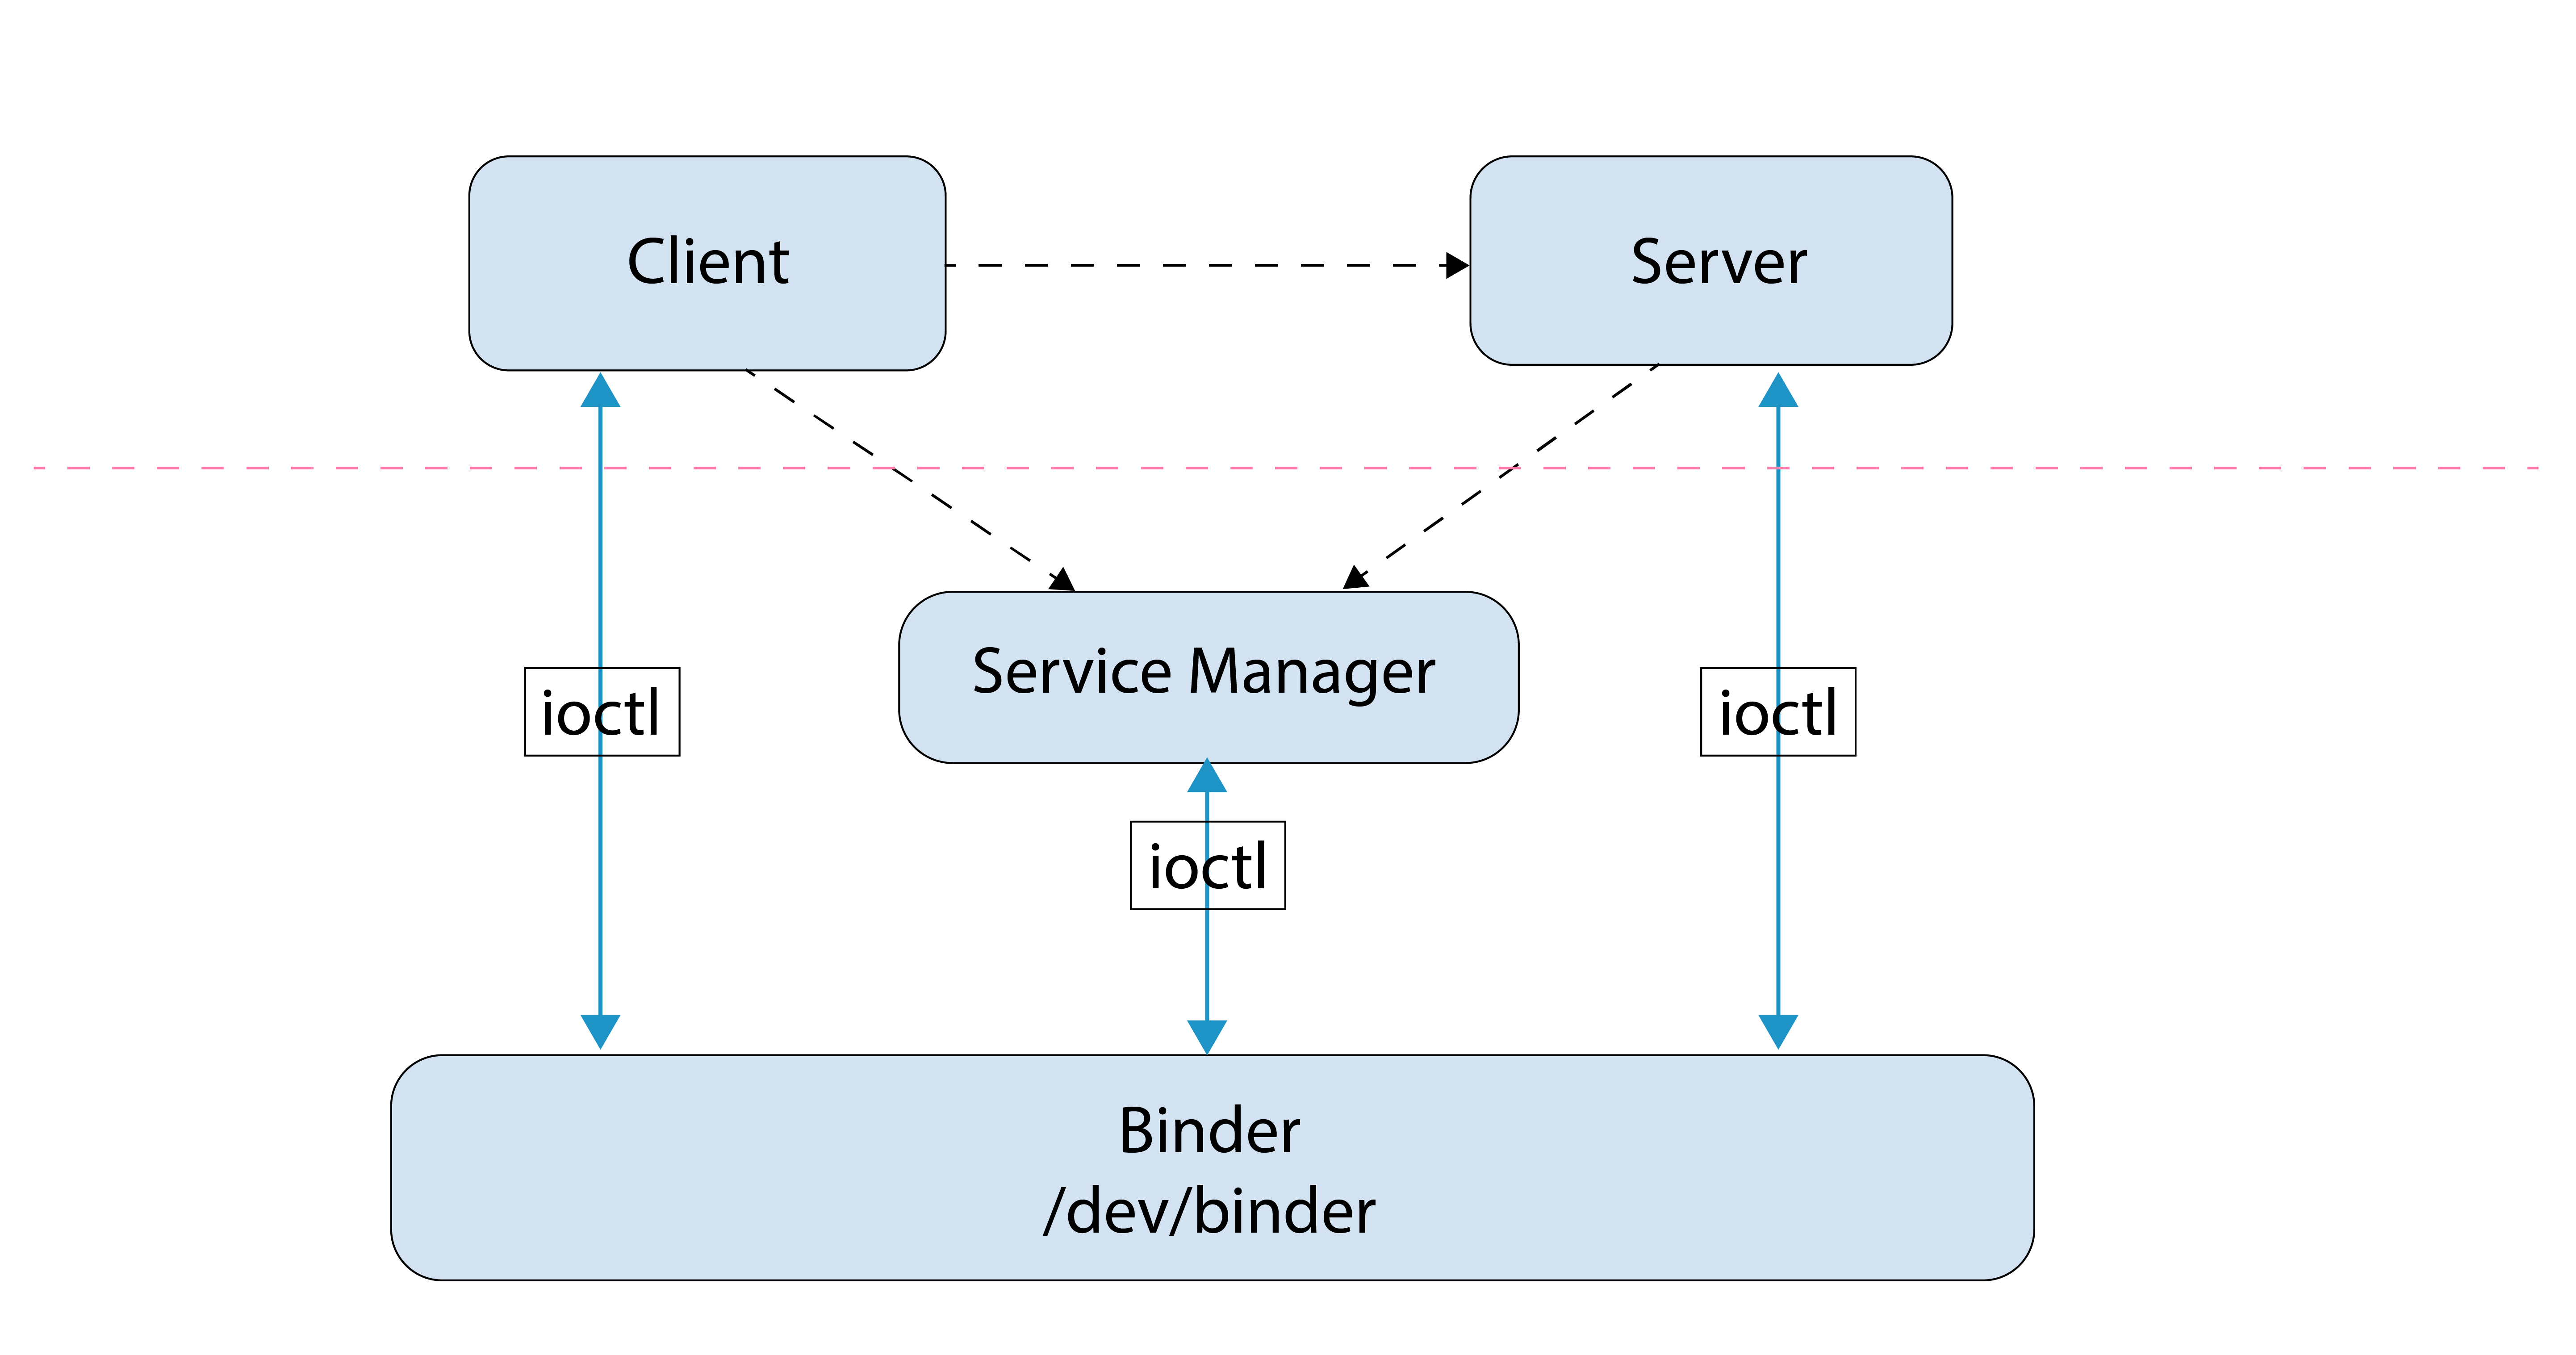 Client
Server
Service Manager
ioctl
ioctl
ioctl
Binder
/dev/binder